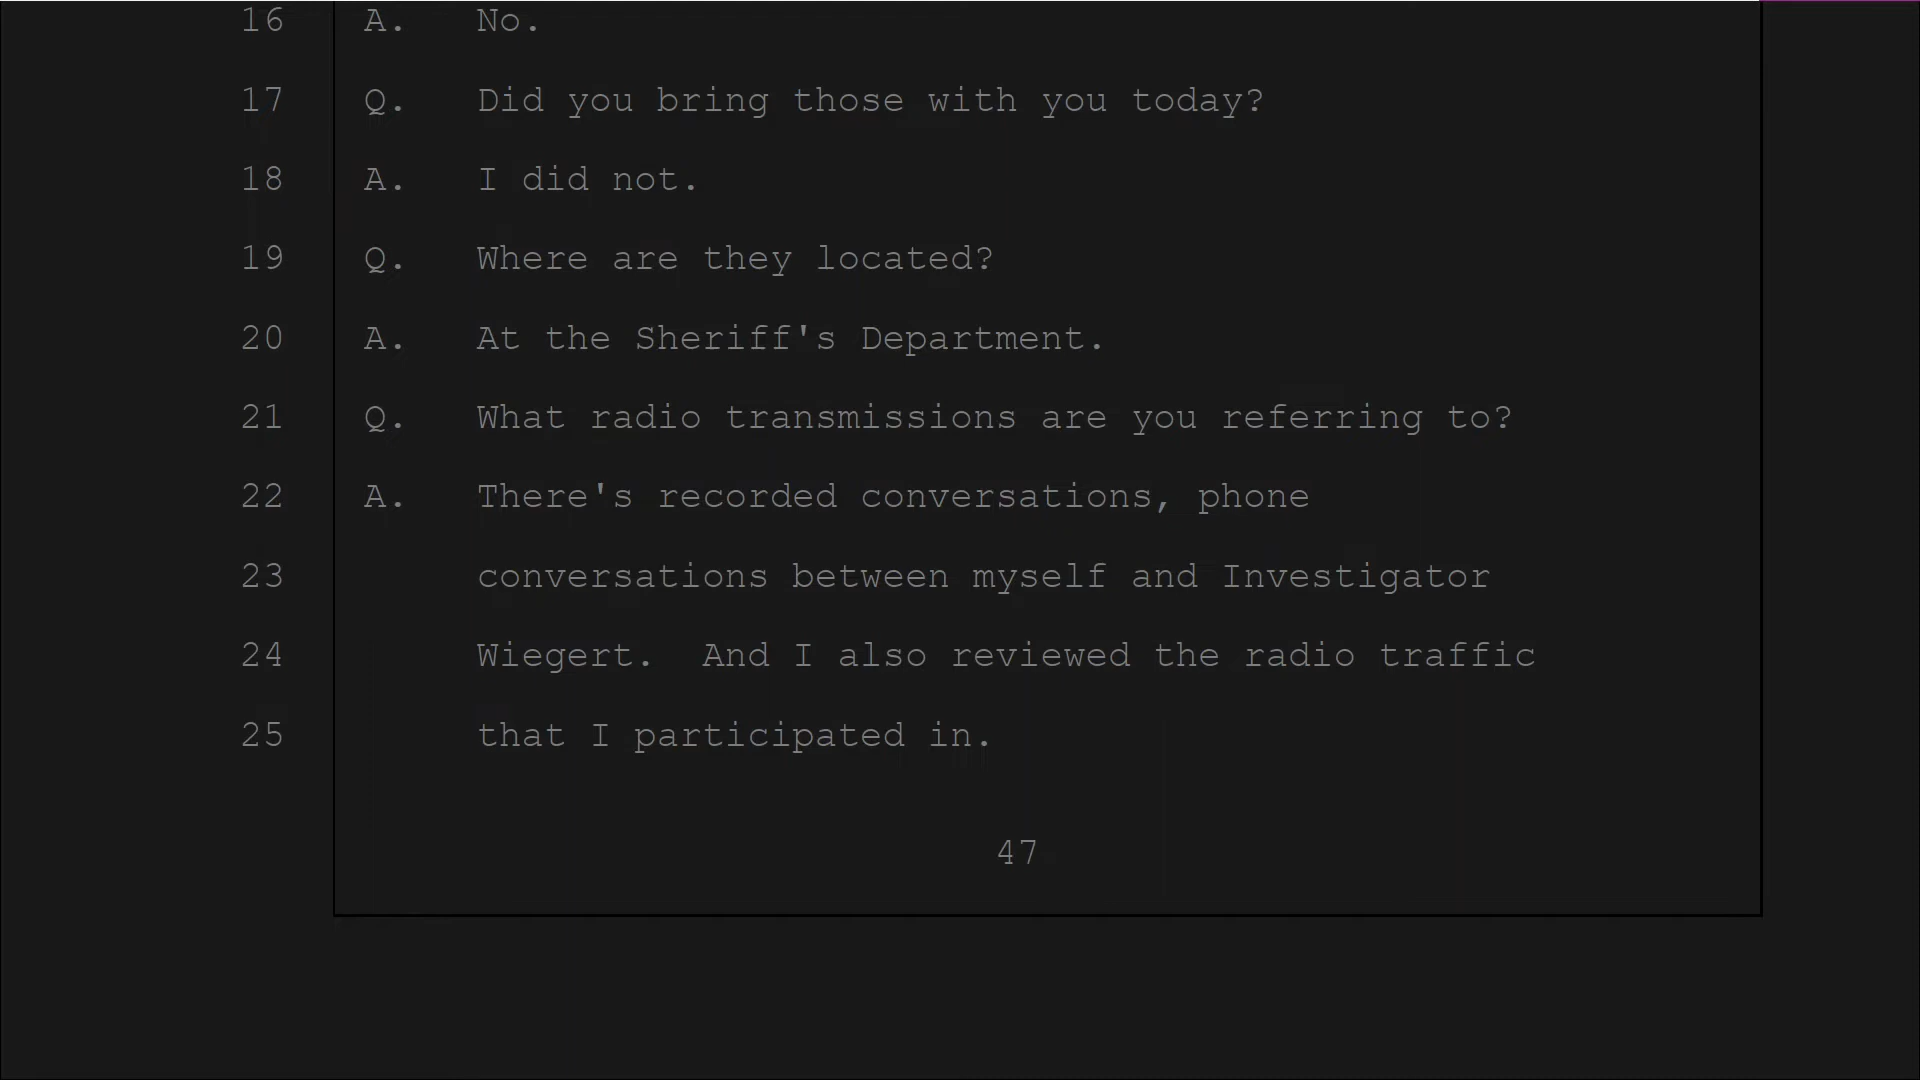 16 A. No.
17 Q. Did you bring those with you today?
18 A. I did not.
19 Q. Where are they located?
20 A. At the Sheriff's Department.
21 Q. What radio transmissions are you referring to?
22 A. There's recorded conversations, phone
23 conversations between myself and Investigator
24 Wiegert.  And I also reviewed the radio traffic
25 that I participated in.
47